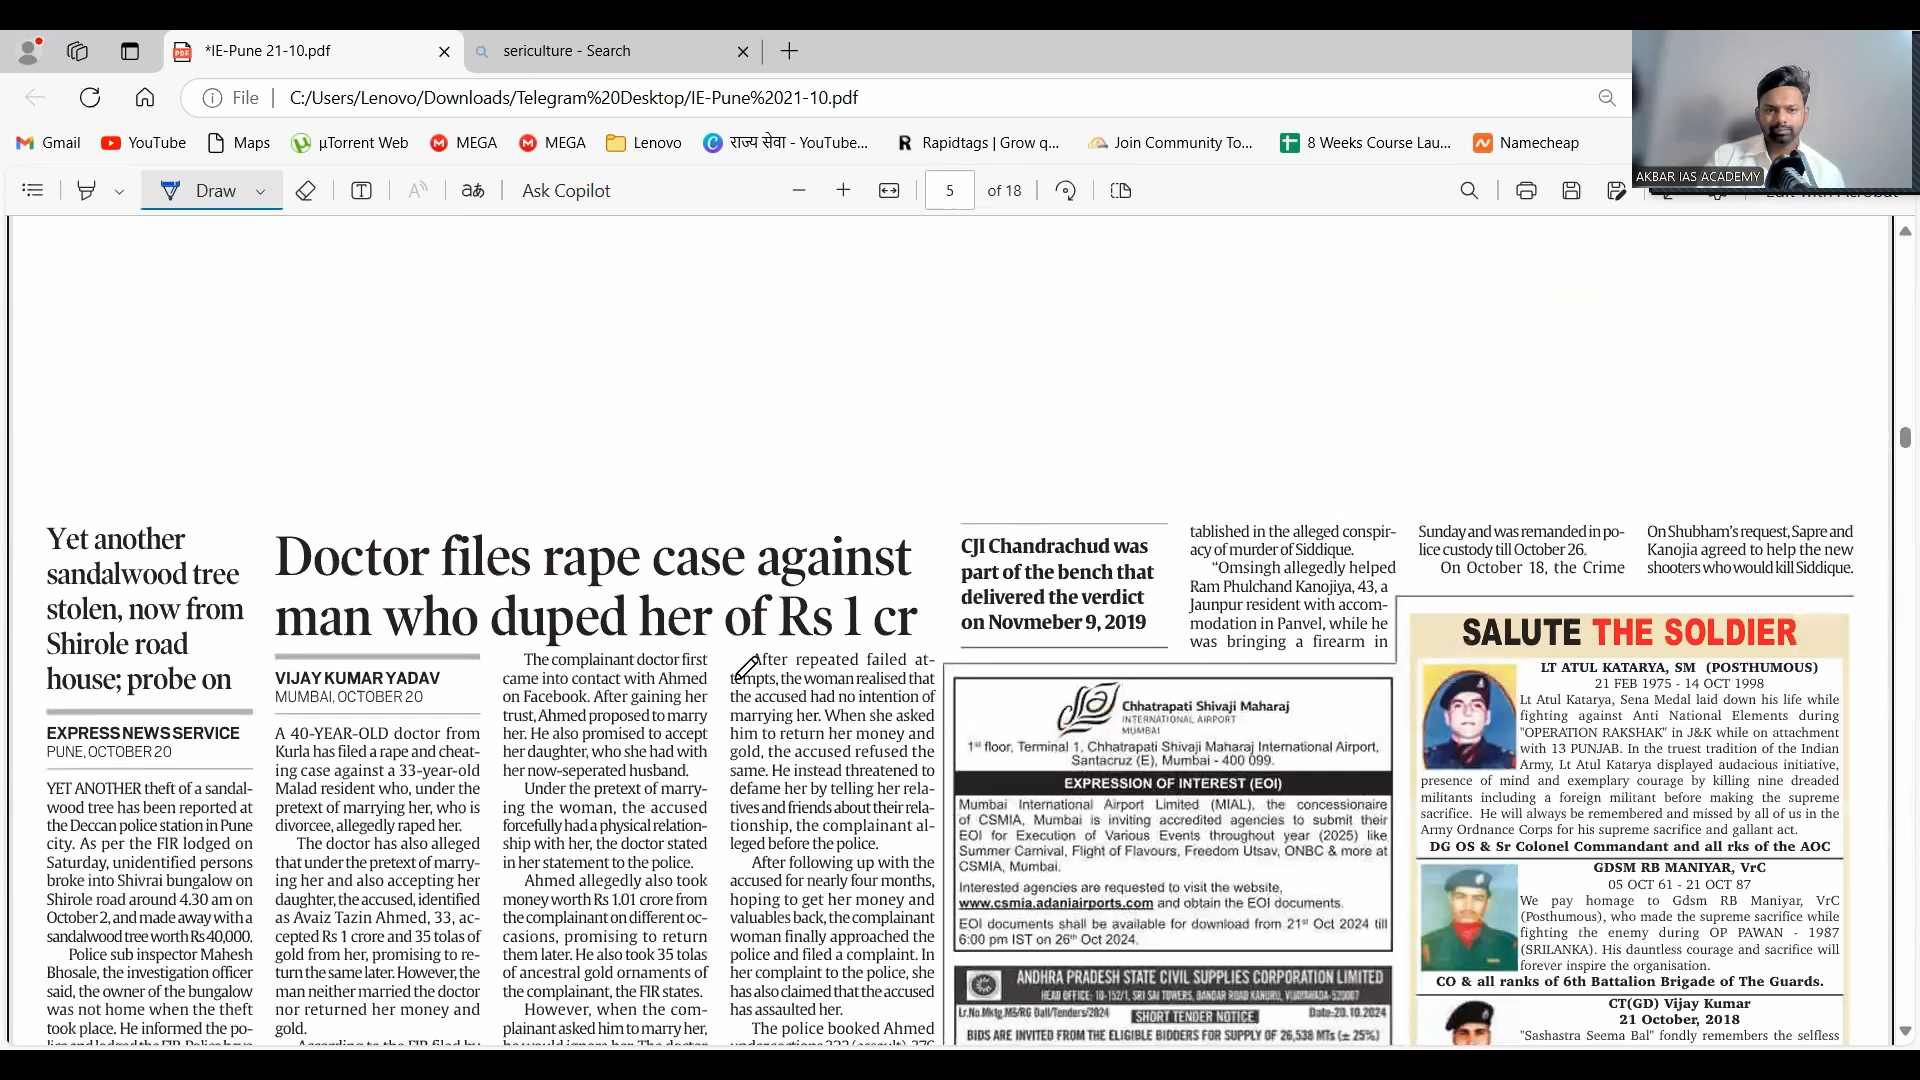 *IE-Pune 21-10.pdf
sericulture - Search
File
C:/Users/Lenovo/Downloads/Telegram%20Desktop/IE-Pune%2021-10.pdf
Gmail
YouTube
Maps
µTorrent Web
MEGA
MEGA
Lenovo
राज्य सेवा - YouTube...
Rapidtags | Grow q...
Join Community To...
8 Weeks Course Lau...
Namecheap
AKBAR IAS ACADEMY
Draw
Ask Copilot
5 of 18
Yet another
sandalwood tree
stolen, now from
Shirole road
house; probe on
EXPRESS NEWS SERVICE
PUNE, OCTOBER 20
YET ANOTHER theft of a sandal-
wood tree has been reported at
the Deccan police station in Pune
city. As per the FIR lodged on
Saturday, unidentified persons
broke into Shivrai bungalow on
Shirole road around 4.30 am on
October 2, and made away with a
sandalwood tree worth Rs 40,000.
Police sub inspector Mahesh
Bhosale, the investigation officer
said, the owner of the bungalow
was not home when the theft
took place. He informed the po-
Doctor files rape case against
man who duped her of Rs 1 cr
VIJAY KUMAR YADAV
MUMBAI, OCTOBER 20
A 40-YEAR-OLD doctor from
Kurla has filed a rape and cheat-
ing case against a 33-year-old
Malad resident who, under the
pretext of marrying her, who is
divorcee, allegedly raped her.
The doctor has also alleged
that under the pretext of marry-
ing her and also accepting her
daughter, the accused, identified
as Avaiz Tazin Ahmed, 33, ac-
cepted Rs 1 crore and 35 tolas of
gold from her, promising to re-
turn the same later. However, the
man neither married the doctor
nor returned her money and
gold.
The complainant doctor first
came into contact with Ahmed
on Facebook. After gaining her
trust, Ahmed proposed to marry
her. He also promised to accept
her daughter, who she had with
her now-seperated husband.
Under the pretext of marry-
ing the woman, the accused
forcefully had a physical relation-
ship with her, the doctor stated
in her statement to the police.
Ahmed allegedly also took
money worth Rs 1.01 crore from
the complainant on different oc-
casions, promising to return
them later. He also took 35 tolas
of ancestral gold ornaments of
the complainant, the FIR states.
However, when the com-
plainant asked him to marry her,
After repeated failed at-
tempts, the woman realised that
the accused had no intention of
marrying her. When she asked
him to return her money and
gold, the accused refused the
same. He instead threatened to
defame her by telling her rela-
tives and friends about their rela-
tionship, the complainant al-
leged before the police.
After following up with the
accused for nearly four months,
hoping to get her money and
valuables back, the complainant
woman finally approached the
police and filed a complaint. In
her complaint to the police, she
has also claimed that the accused
has assaulted her.
The police booked Ahmed
CJI Chandrachud was
part of the bench that
delivered the verdict
on Novmeber 9, 2019
tablished in the alleged conspir-
acy of murder of Siddique.
"Omsingh allegedly helped
Ram Phulchand Kanojiya, 43, a
Jaunpur resident with accom-
modation in Panvel, while he
was bringing a firearm in
Sunday and was remanded in po-
lice custody till October 26.
On October 18, the Crime
On Shubham's request, Sapre and
Kanojia agreed to help the new
shooters who would kill Siddique.
Chhatrapati Shivaji Maharaj
INTERNATIONAL AIRPORT
MUMBAI
1st floor, Terminal 1, Chhatrapati Shivaji Maharaj International Airport,
Santacruz (E), Mumbai - 400 099.
EXPRESSION OF INTEREST (EOI)
Mumbai International Airport Limited (MIAL), the concessionaire
of CSMIA, Mumbai is inviting accredited agencies to submit their
EOI for Execution of Various Events throughout year (2025) like
Summer Carnival, Flight of Flavours, Freedom Utsav, ONBC & more at
CSMIA, Mumbai.
Interested agencies are requested to visit the website,
www.csmia.adaniairports.com and obtain the EOI documents.
EOI documents shall be available for download from 21st Oct 2024 till
6:00 pm IST on 26th Oct 2024.
ANDHRA PRADESH STATE CIVIL SUPPLIES CORPORATION LIMITED
HEAD OFFICE: 10-152/1, SRI SAI TOWERS, BANDAR ROAD KANURU, VIJAYAWADA-520007
Lr.No.Mktg.M5/RG Dall/Tenders/2024
SHORT TENDER NOTICE
Date:20.10.2024
BIDS ARE INVITED FROM THE ELIGIBLE BIDDERS FOR SUPPLY OF 26,538 MTs (± 25%)
SALUTE THE SOLDIER
LT ATUL KATARYA, SM (POSTHUMOUS)
21 FEB 1975 - 14 OCT 1998
Lt Atul Katarya, Sena Medal laid down his life while
fighting against Anti National Elements during
"OPERATION RAKSHAK" in J&K while on attachment
with 13 PUNJAB. In the truest tradition of the Indian
Army, Lt Atul Katarya displayed audacious initiative,
presence of mind and exemplary courage by killing nine dreaded
militants including a foreign militant before making the supreme
sacrifice. He will always be remembered and missed by all of us in the
Army Ordnance Corps for his supreme sacrifice and gallant act.
DG OS & Sr Colonel Commandant and all rks of the AOC
GDSM RB MANIYAR, VrC
05 OCT 61 - 21 OCT 87
We pay homage to Gdsm RB Maniyar, VrC
(Posthumous), who made the supreme sacrifice while
fighting the enemy during OP PAWAN - 1987
(SRILANKA). His dauntless courage and sacrifice will
forever inspire the organisation.
CO & all ranks of 6th Battalion Brigade of The Guards.
CT(GD) Vijay Kumar
21 October, 2018
"Sashastra Seema Bal" fondly remembers the selfless